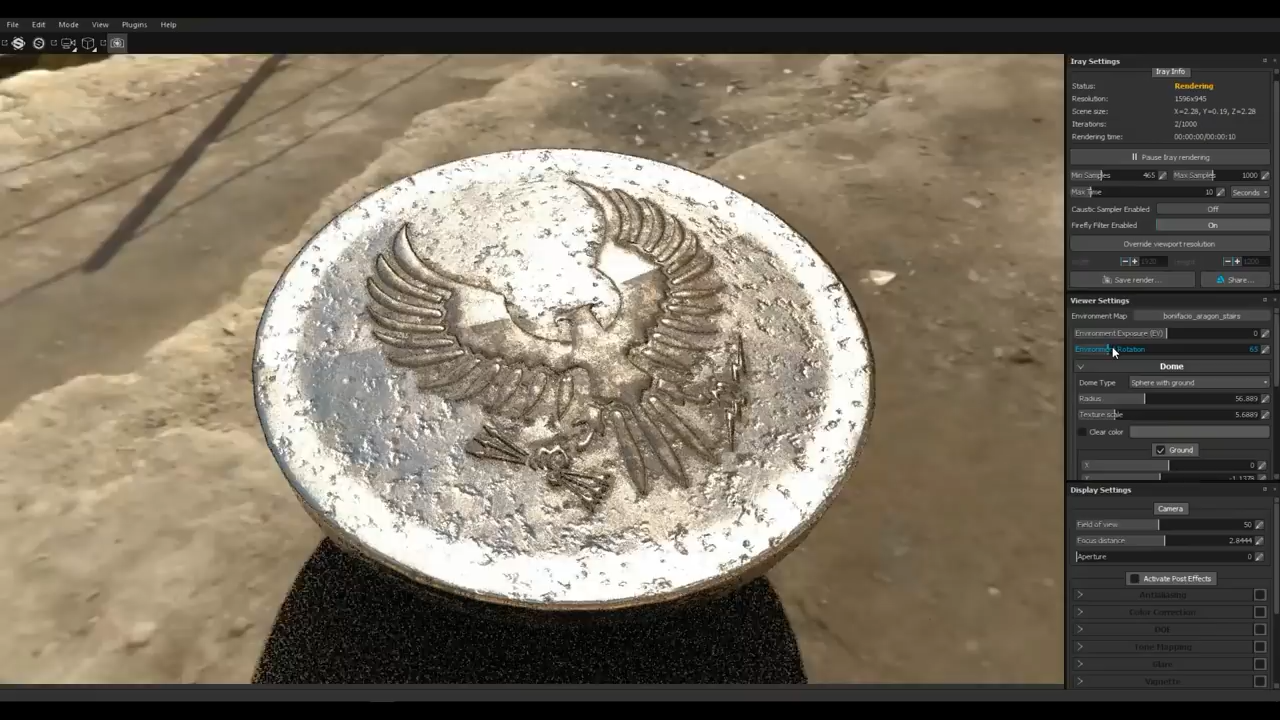 File Edit Mode View Plugins Help
Iray Settings
Iray Info
Status: Rendering
Resolution: 1596x945
Scene size: X=2.28, Y=0.19, Z=2.28
Iterations: 2/1000
Rendering time: 00:00:00/00:00:10
Pause Iray rendering
Min Samples 465 Max Samples 1000
Max Time 10 Seconds
Caustic Sampler Enabled Off
Firefly Filter Enabled On
Override viewport resolution
Save render... Share...
Viewer Settings
Environment Map bonifacio_aragon_stairs
Environment Exposure (EV) 0
Environment Rotation 65
Dome
Dome Type Sphere with ground
Radius 56.889
Texture scale 5.6889
Clear color
Ground
X 0
Display Settings
Camera
Field of view 50
Focus distance 2.8444
Aperture 0
Activate Post Effects
Antialiasing
Color Correction
DOF
Tone Mapping
Glare
Vignette